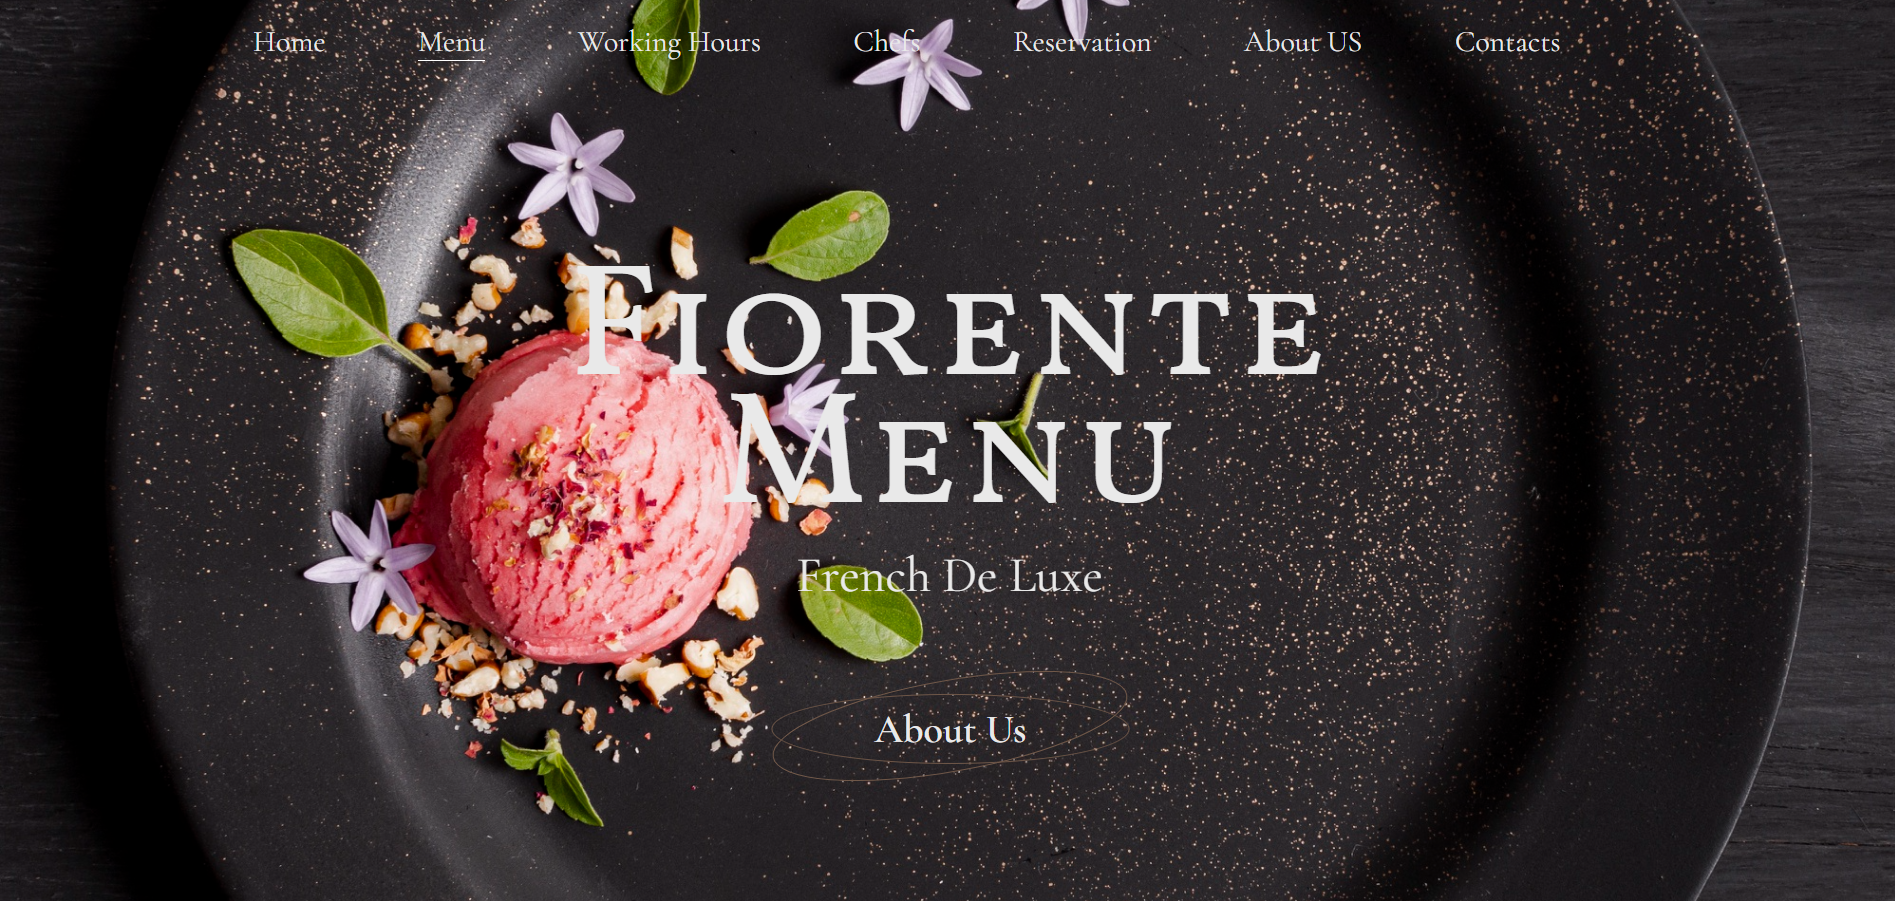 Home Menu Working Hours Chefs Reservation About US Contacts
Fiorente
Menu
French De Luxe
About Us